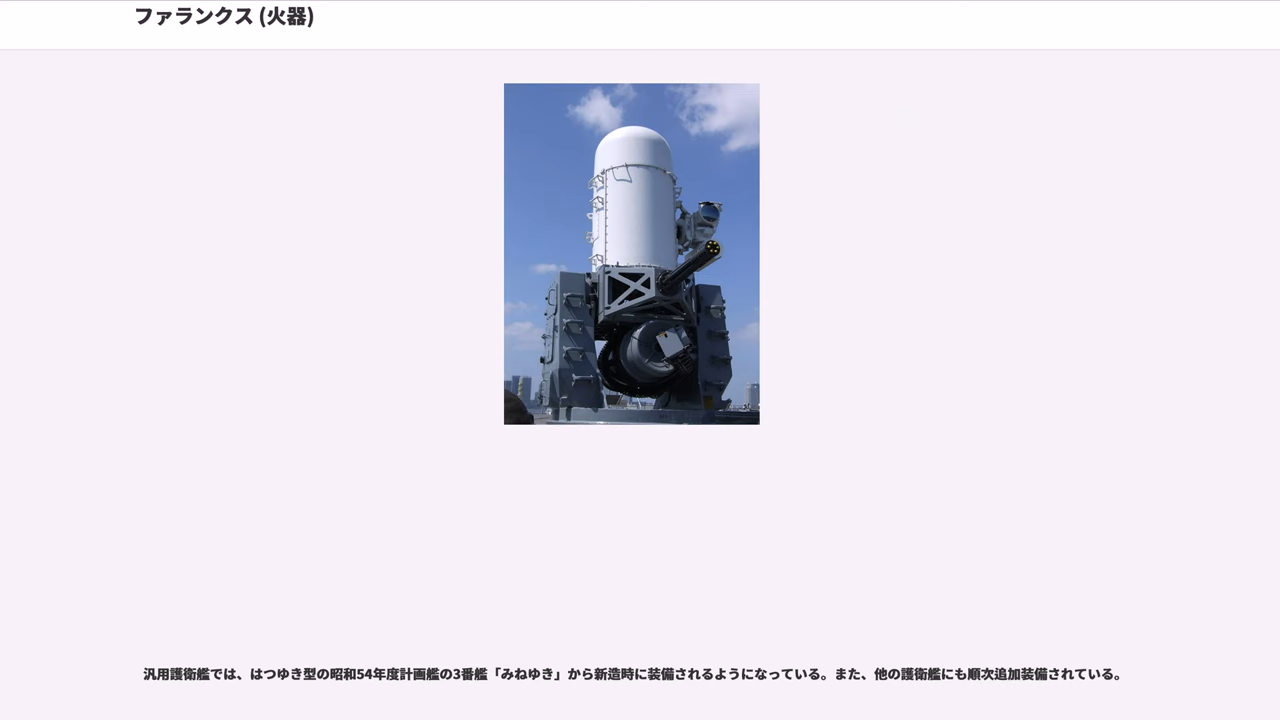 ファランクス (火器)
汎用護衛艦では、はつゆき型の昭和54年度計画艦の3番艦「みねゆき」から新造時に装備されるようになっている。また、他の護衛艦にも順次追加装備されている。